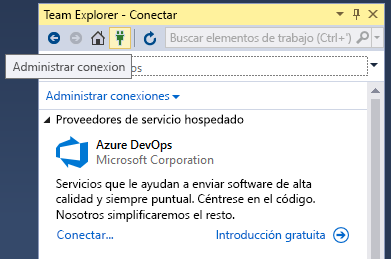 Team Explorer - Conectar
Buscar elementos de trabajo (Ctrl+')
Administrar conexion
os
Administrar conexiones
Proveedores de servicio hospedado
Azure DevOps
Microsoft Corporation
Servicios que le ayudan a enviar software de alta
calidad y siempre puntual. Céntrese en el código.
Nosotros simplificaremos el resto.
Conectar...
Introducción gratuita